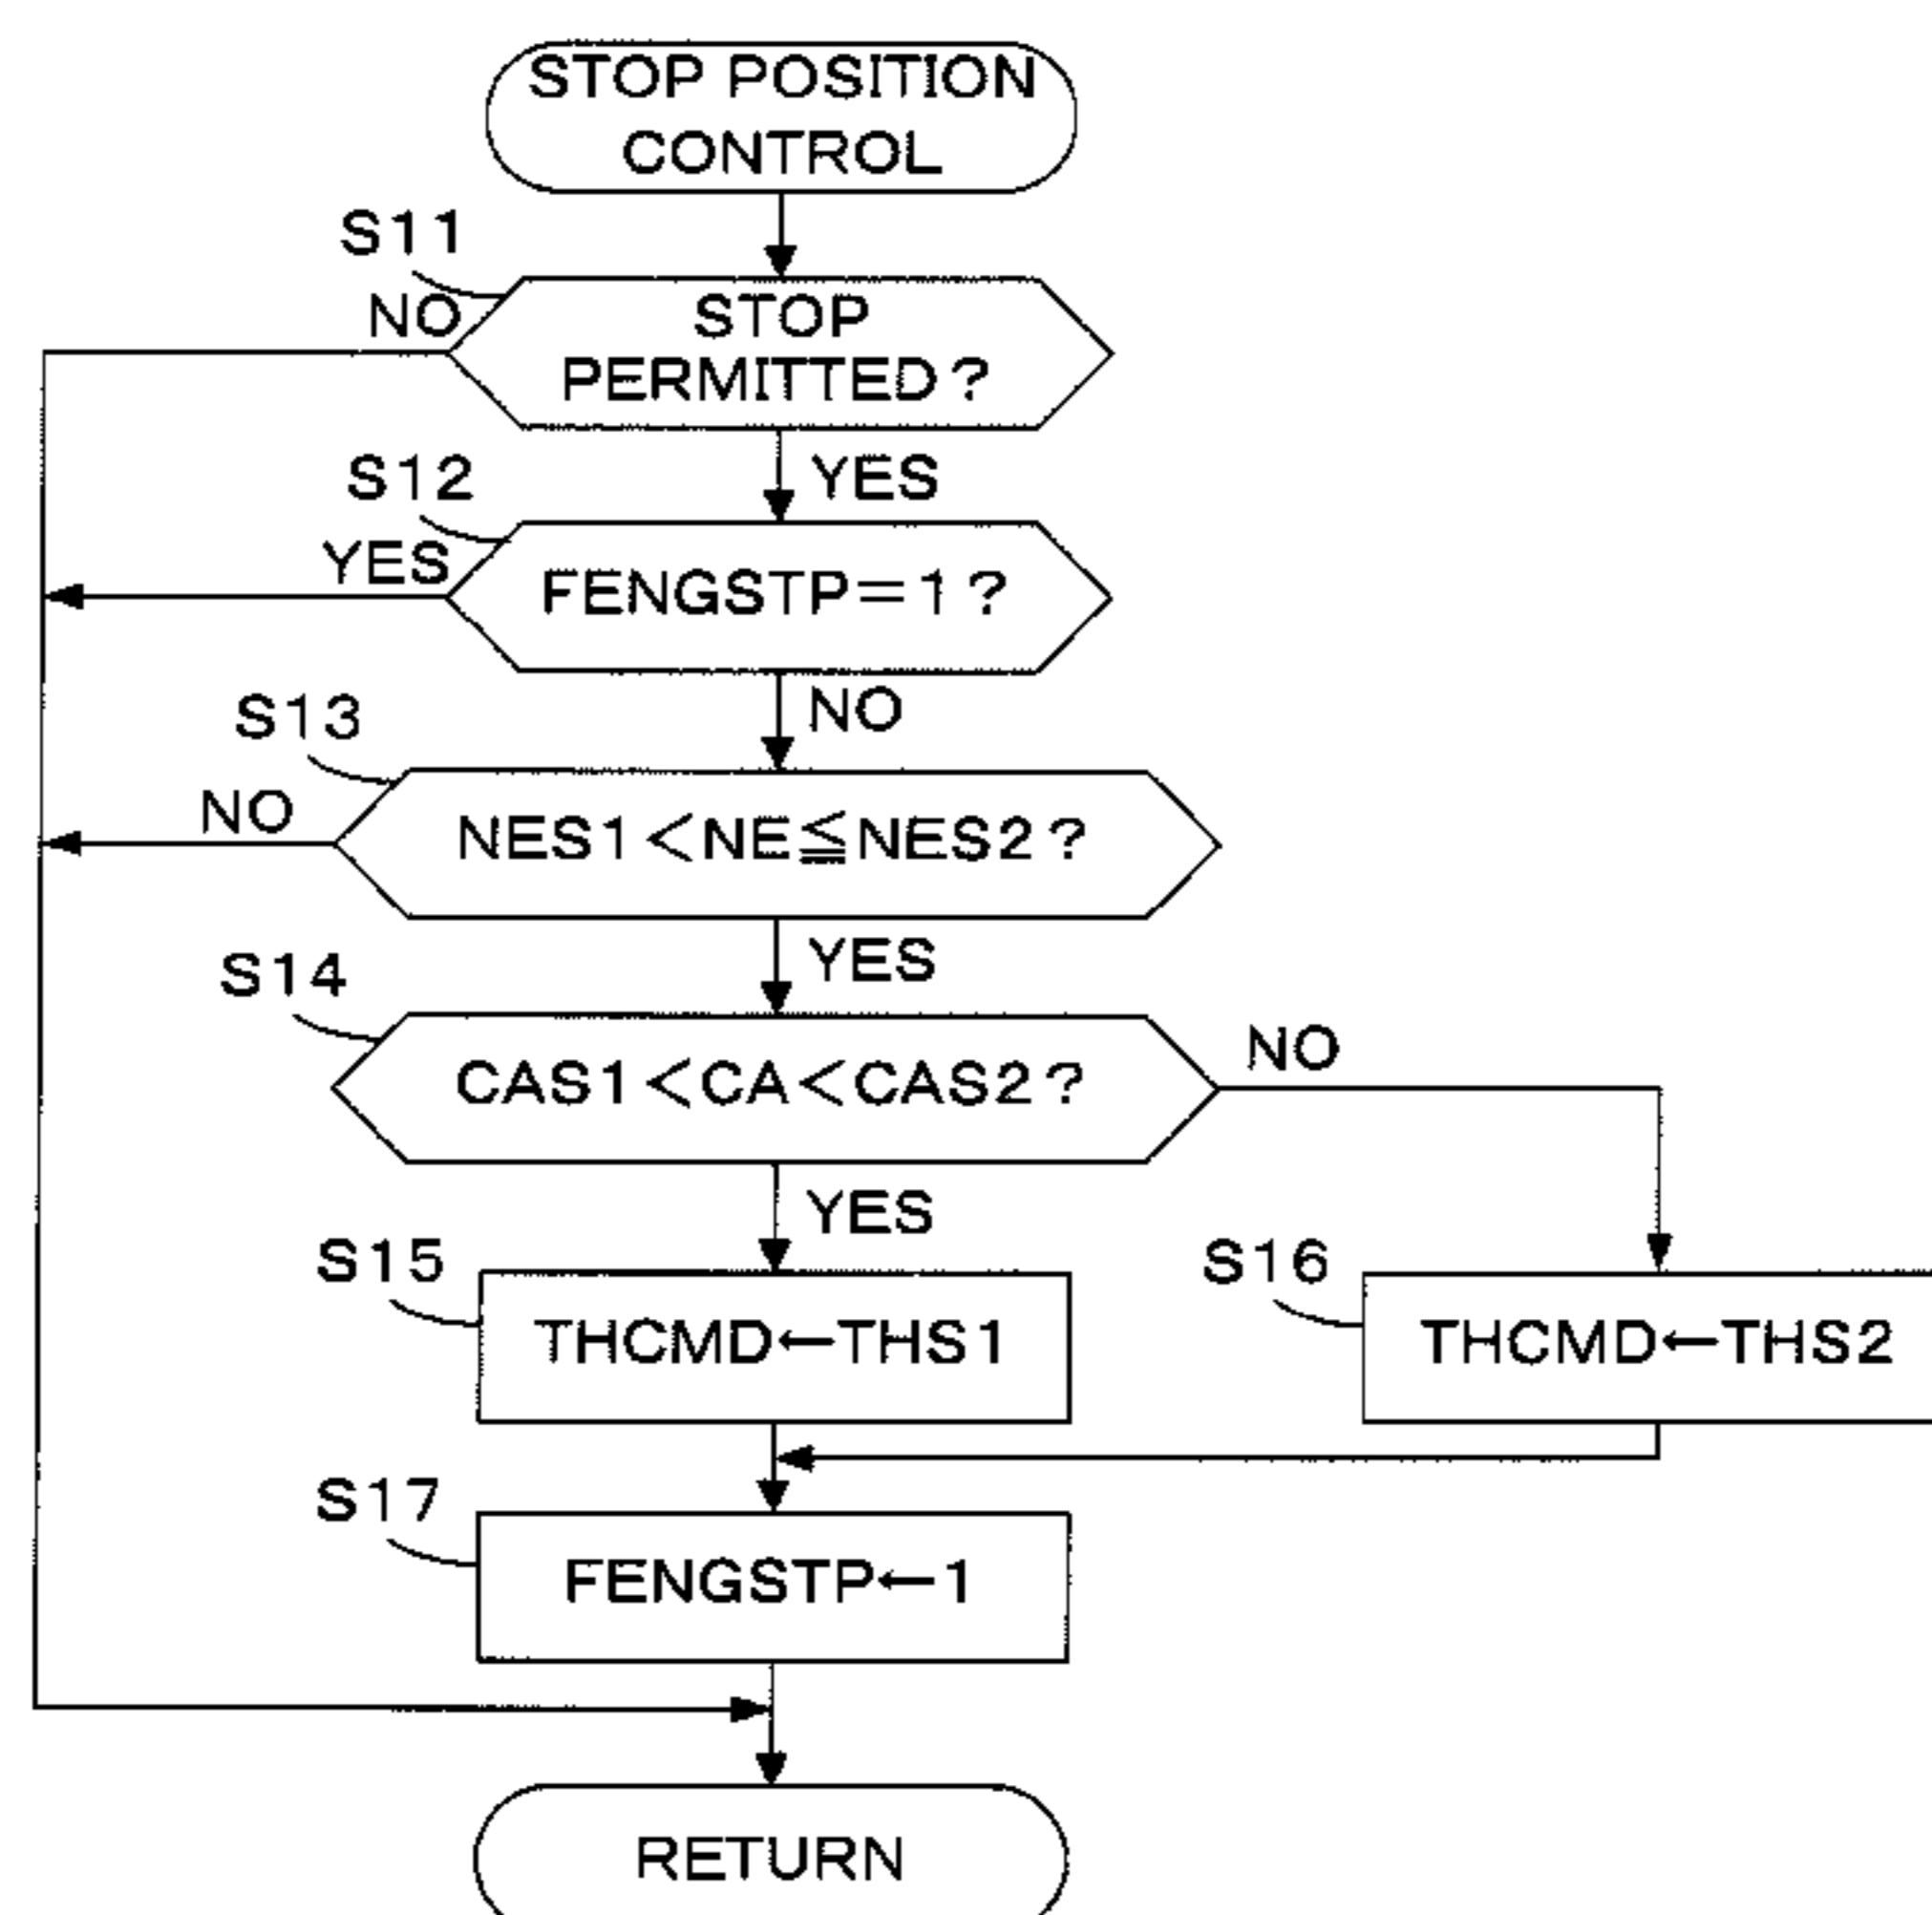 STOP POSITION
CONTROL
S11
NO
STOP
PERMITTED?
YES
S12
YES
FENGSTP=1?
NO
S13
NO
NES1<NE≦NES2?
YES
S14
CAS1<CA<CAS2?
NO
YES
S15
THCMD←THS1
S16
THCMD←THS2
S17
FENGSTP←1
RETURN